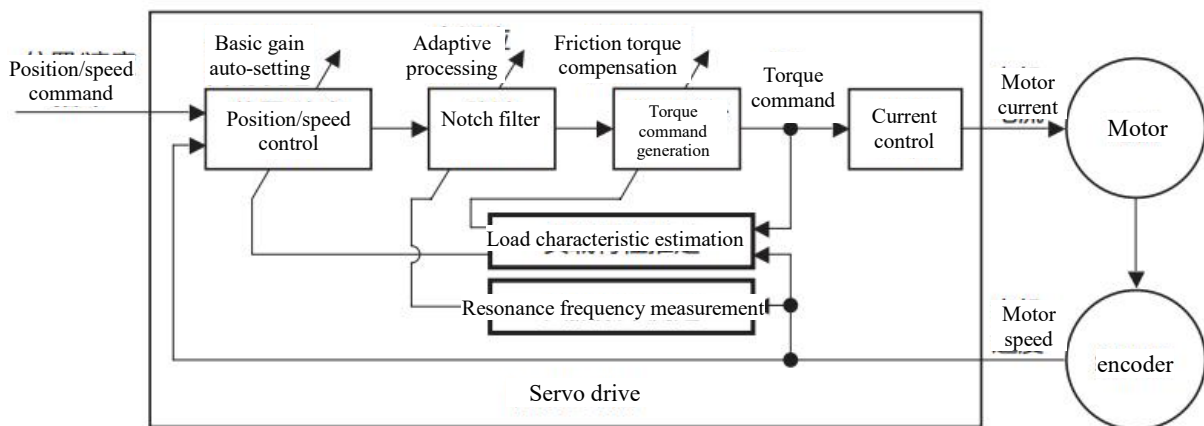 Basic gain
auto-setting
Adaptive
processing
Friction torque
compensation
Position/speed
command
Torque
command
Motor
current
Position/speed
control
Notch filter
Torque
command
generation
Current
control
Motor
Load characteristic estimation
Resonance frequency measurement
Motor
speed
encoder
Servo drive